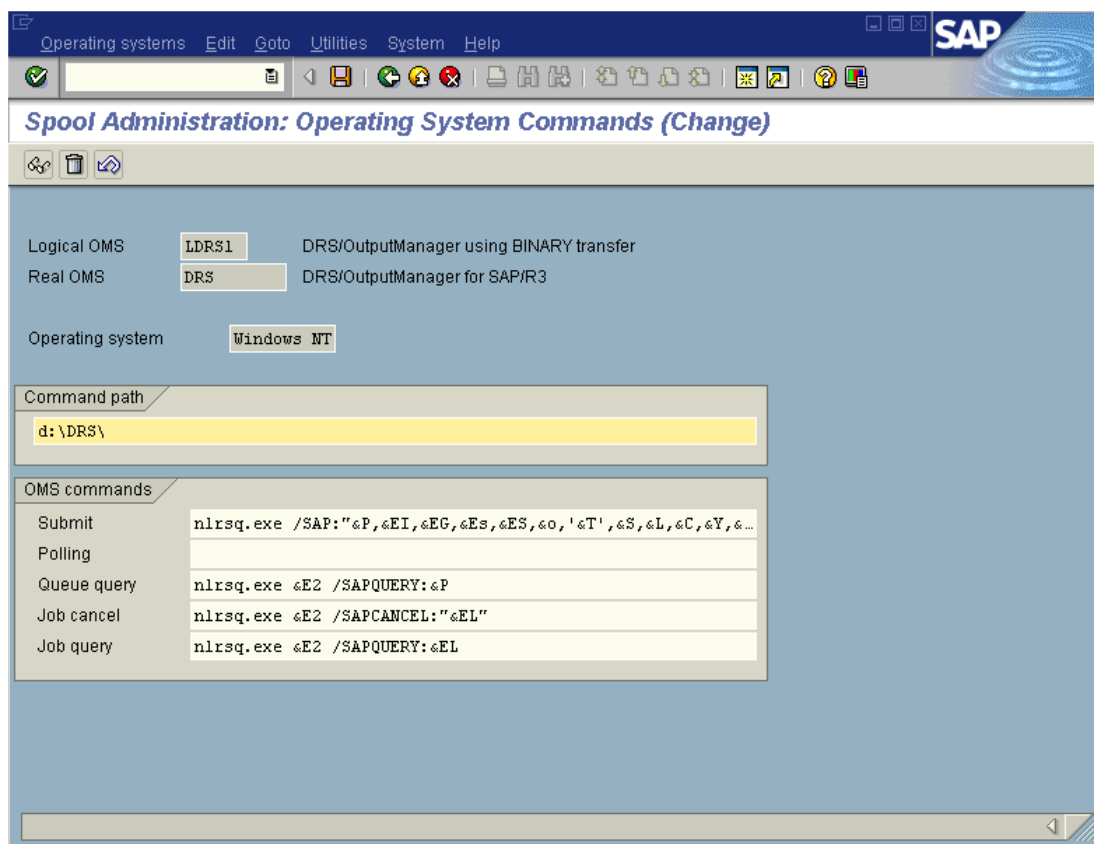 Operating systems Edit Goto Utilities System Help
SAP
Spool Administration: Operating System Commands (Change)
Logical OMS LDRS1 DRS/OutputManager using BINARY transfer
Real OMS DRS DRS/OutputManager for SAP/R3
Operating system Windows NT
Command path
d:\DRS\
OMS commands
Submit nlrsq.exe /SAP:"&P,&EI,&EG,&Es,&ES,&o,'&T',&S,&L,&C,&Y,&…
Polling
Queue query nlrsq.exe &E2 /SAPQUERY:&P
Job cancel nlrsq.exe &E2 /SAPCANCEL:"&EL"
Job query nlrsq.exe &E2 /SAPQUERY:&EL